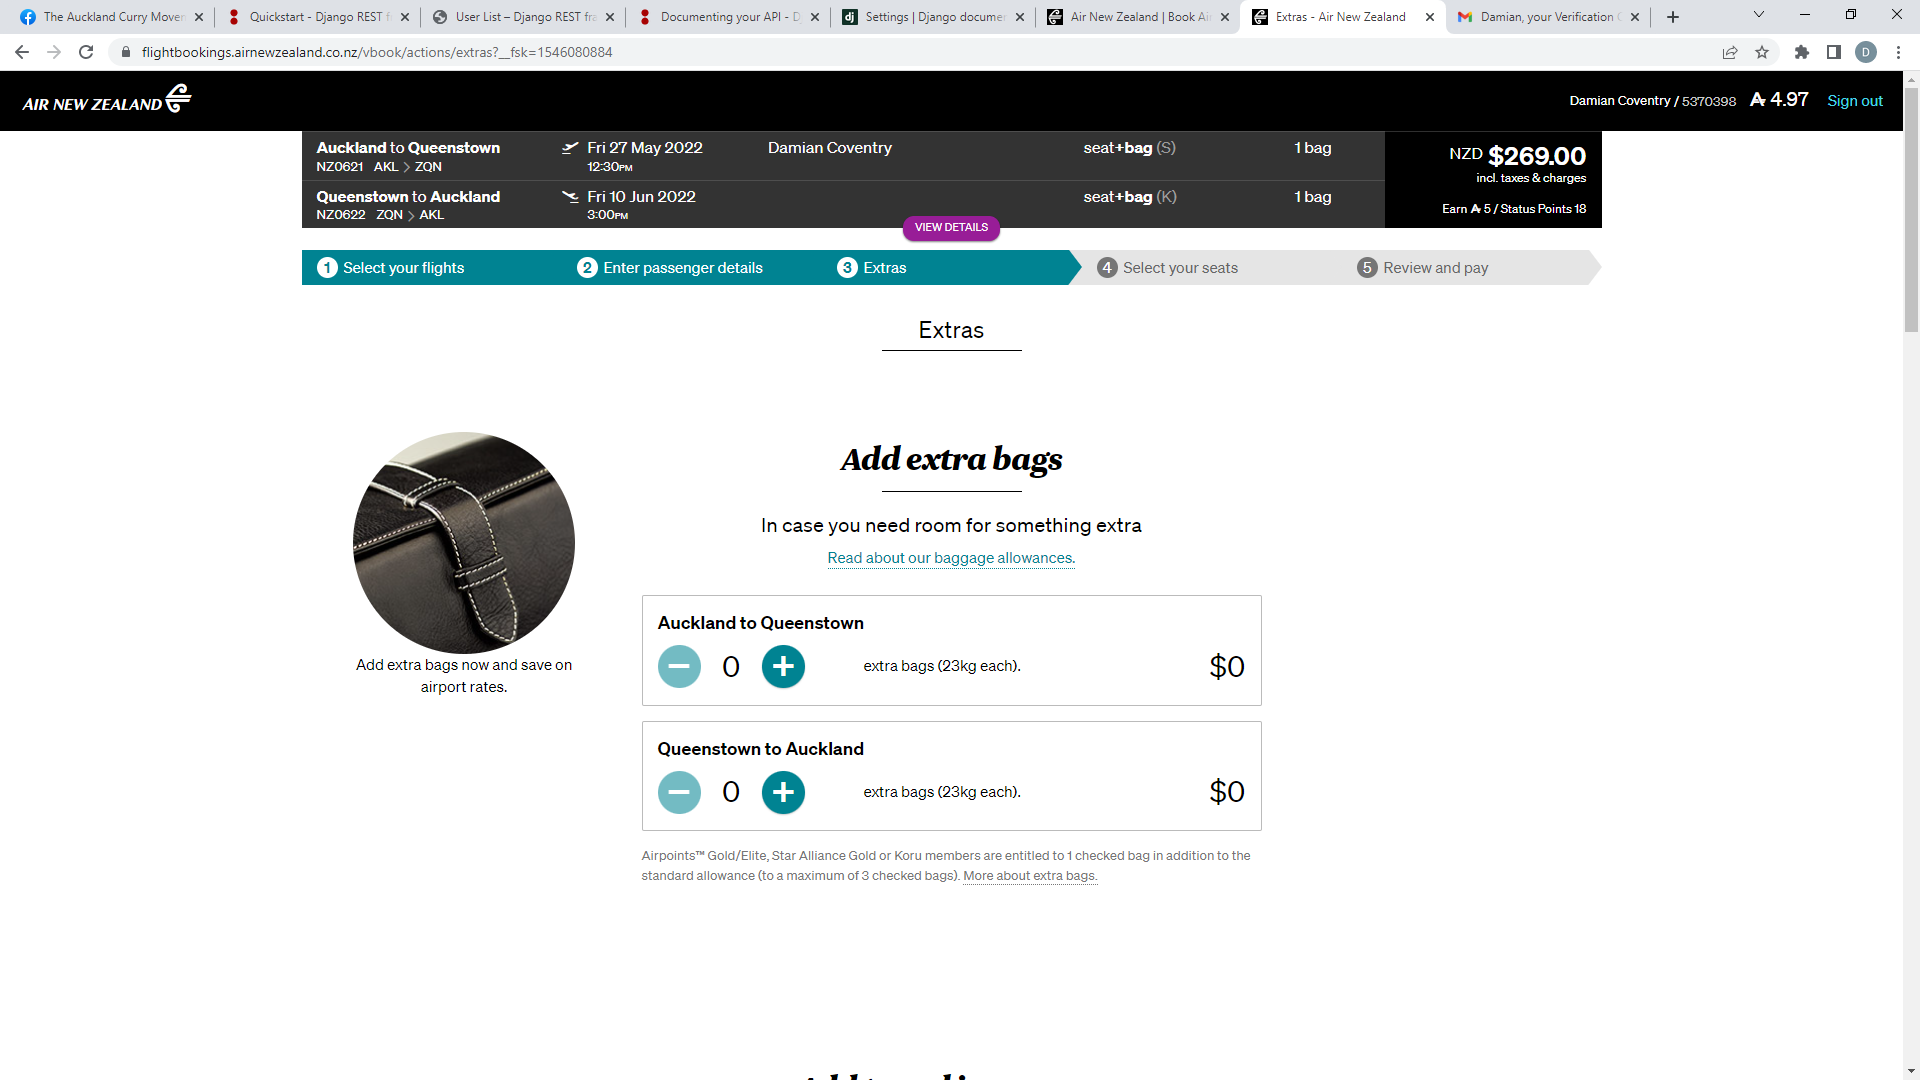 The Auckland Curry Movem
Quickstart - Django REST f
User List – Django REST fra
Documenting your API - D
Settings | Django docume
Air New Zealand | Book Ai
Extras - Air New Zealand
Damian, your Verification C
flightbookings.airnewzealand.co.nz/vbook/actions/extras?__fsk=1546080884
D
AIR NEW ZEALAND
Damian Coventry / 5370398
4.97
Sign out
Auckland to Queenstown
Fri 27 May 2022
Damian Coventry
seat+bag (S)
1 bag
NZ0621 AKL > ZQN
12:30PM
Queenstown to Auckland
Fri 10 Jun 2022
seat+bag (K)
1 bag
NZ0622 ZQN > AKL
3:00PM
NZD $269.00
incl. taxes & charges
Earn 5 / Status Points 18
VIEW DETAILS
1 Select your flights
2 Enter passenger details
3 Extras
4 Select your seats
5 Review and pay
Extras
Add extra bags
In case you need room for something extra
Read about our baggage allowances.
Add extra bags now and save on
airport rates.
Auckland to Queenstown
0
extra bags (23kg each).
$0
Queenstown to Auckland
0
extra bags (23kg each).
$0
Airpoints™ Gold/Elite, Star Alliance Gold or Koru members are entitled to 1 checked bag in addition to the
standard allowance (to a maximum of 3 checked bags). More about extra bags.